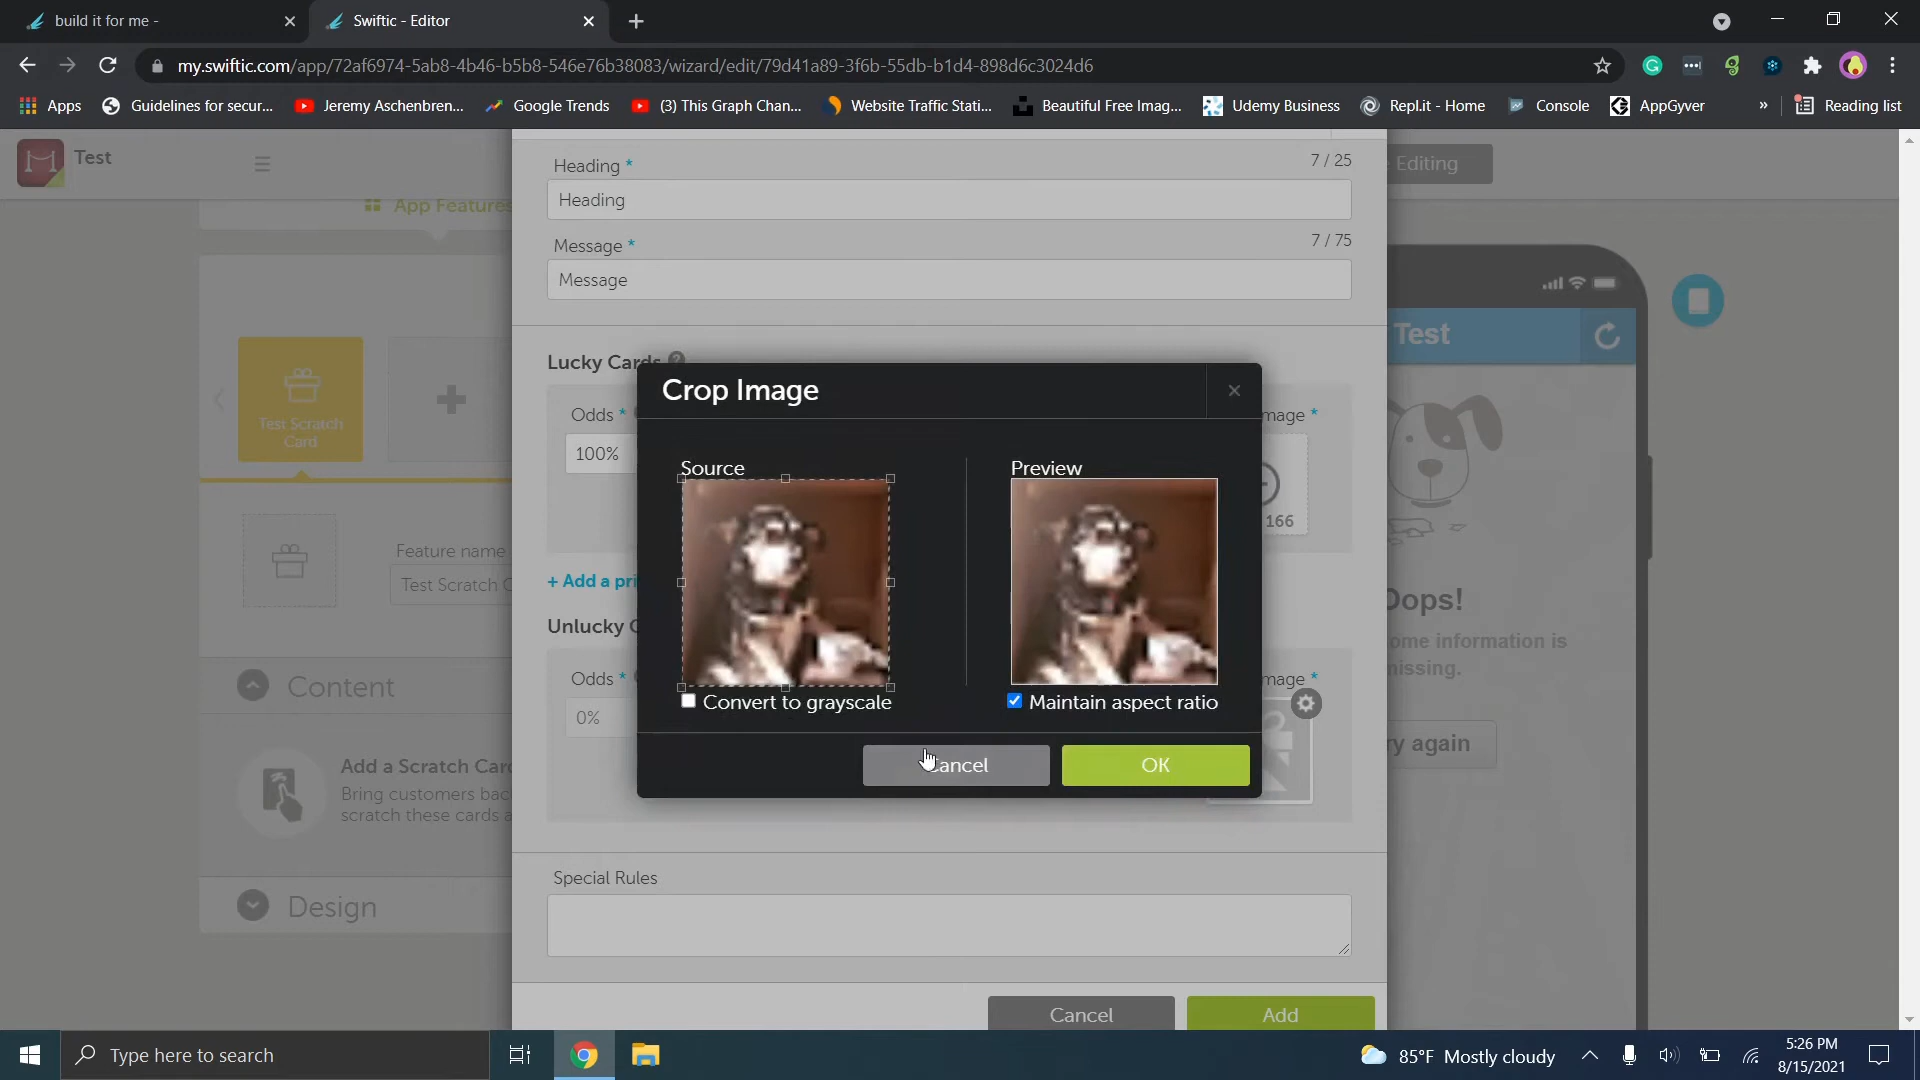 build it for me -
Swiftic - Editor
my.swiftic.com/app/72af6974-5ab8-4b46-b5b8-546e76b38083/wizard/edit/79d41a89-3f6b-55db-b1d4-898d6c3024d6
Apps
Guidelines for secur...
Jeremy Aschenbren...
Google Trends
(3) This Graph Chan...
Website Traffic Stati...
Beautiful Free Imag...
Udemy Business
Repl.it - Home
Console
AppGyver
»
Reading list
Test
App Features
Editing
Heading *
7 / 25
Heading
Message *
7 / 75
Message
Test
Lucky Cards
Crop Image
Odds *
100%
mage *
166
Test Scratch
Card
Source
Preview
Feature name
Test Scratch C
+ Add a pri
Unlucky C
Odds *
0%
mage *
Oops!
ome information is
missing.
ry again
Convert to grayscale
Maintain aspect ratio
Cancel
OK
Content
Add a Scratch Card
Bring customers bac
scratch these cards a
Design
Special Rules
Cancel
Add
Type here to search
85°F Mostly cloudy
5:26 PM
8/15/2021